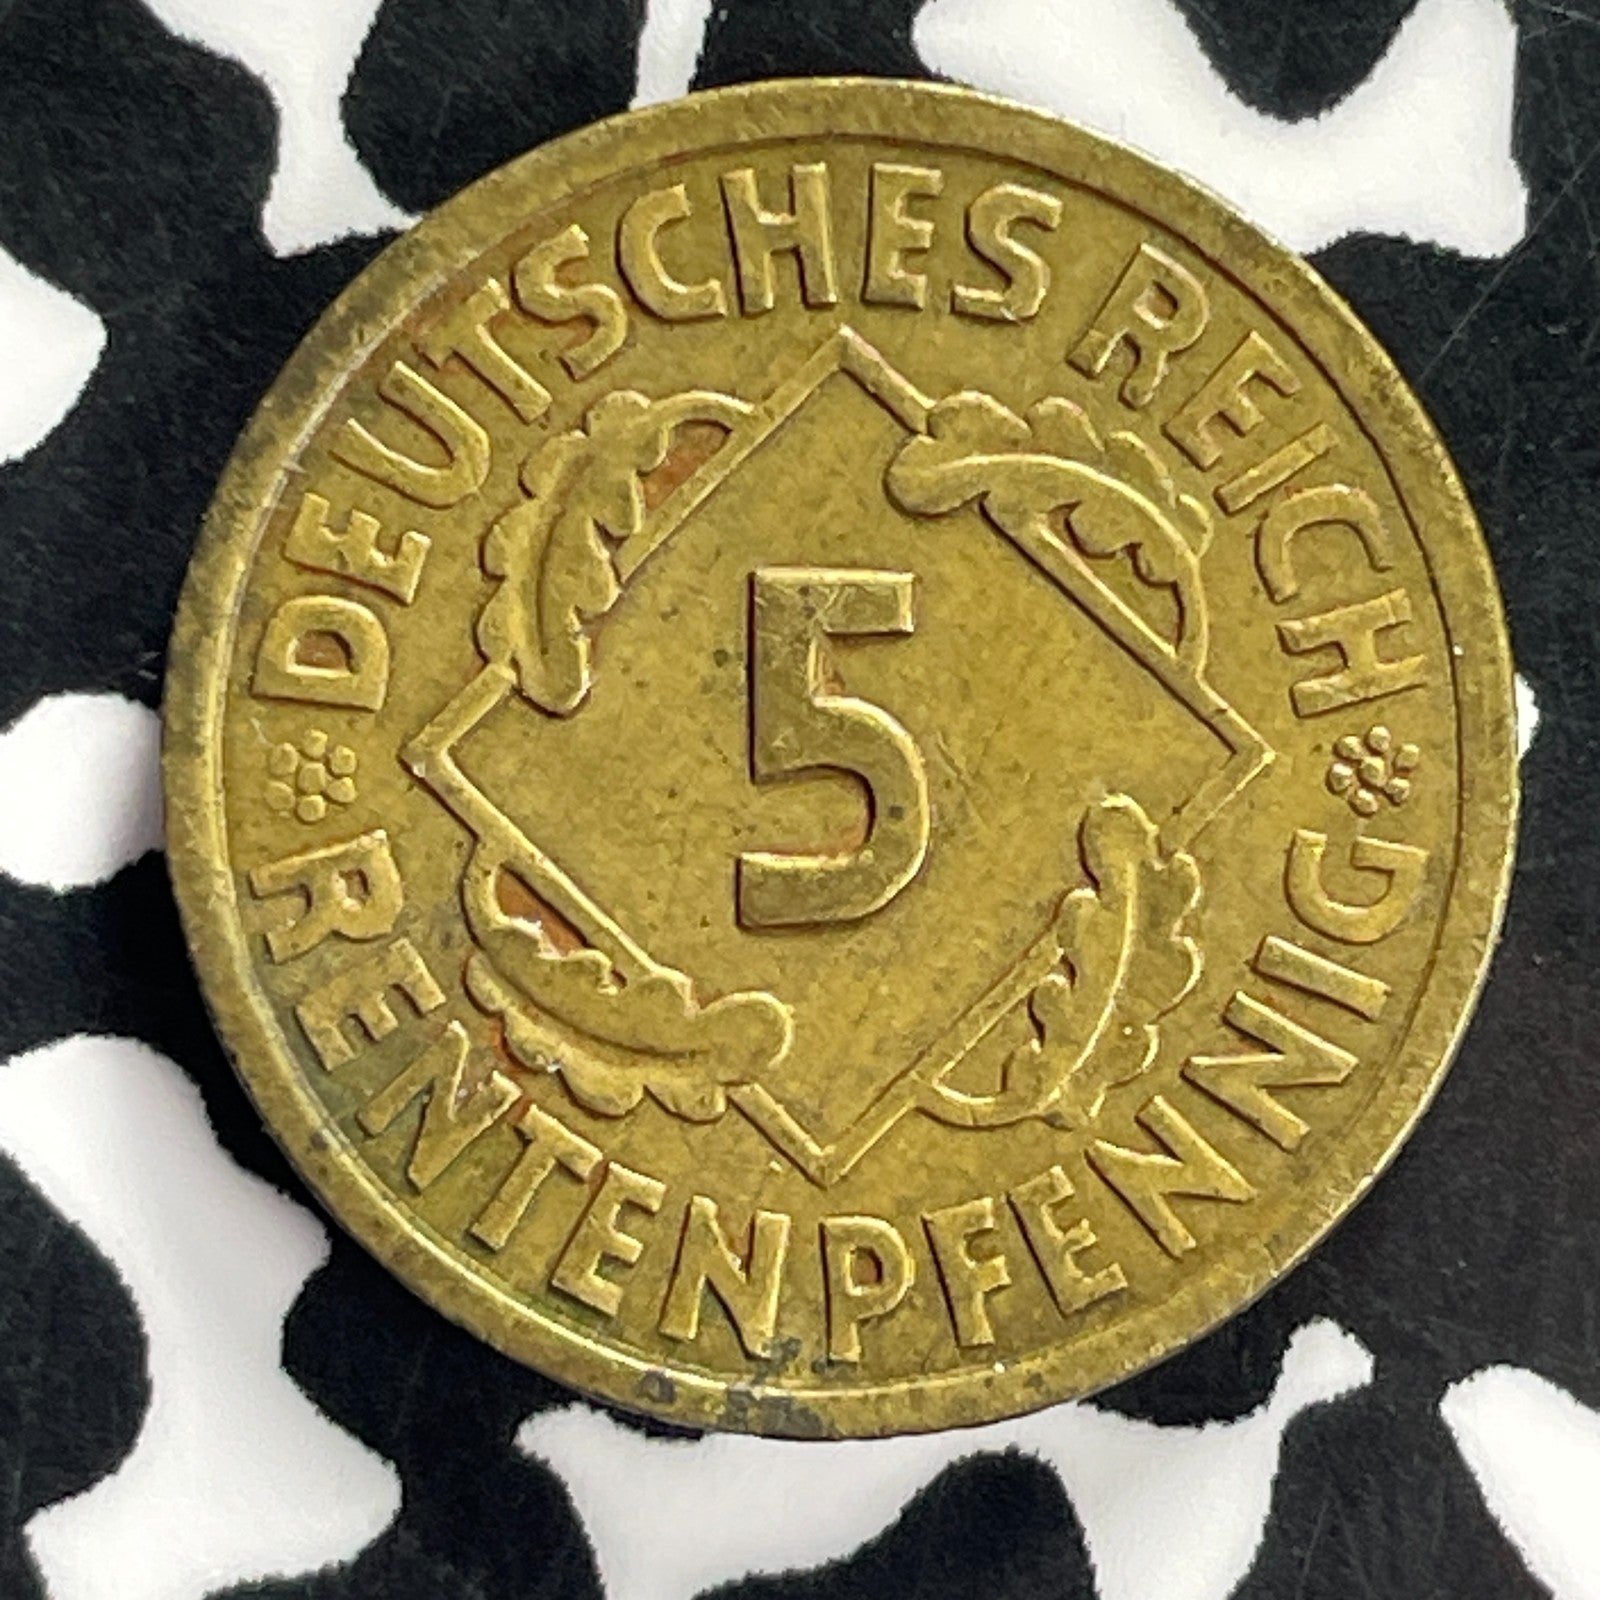 DEUTSCHES REICH
5
RENTENPFENNIG